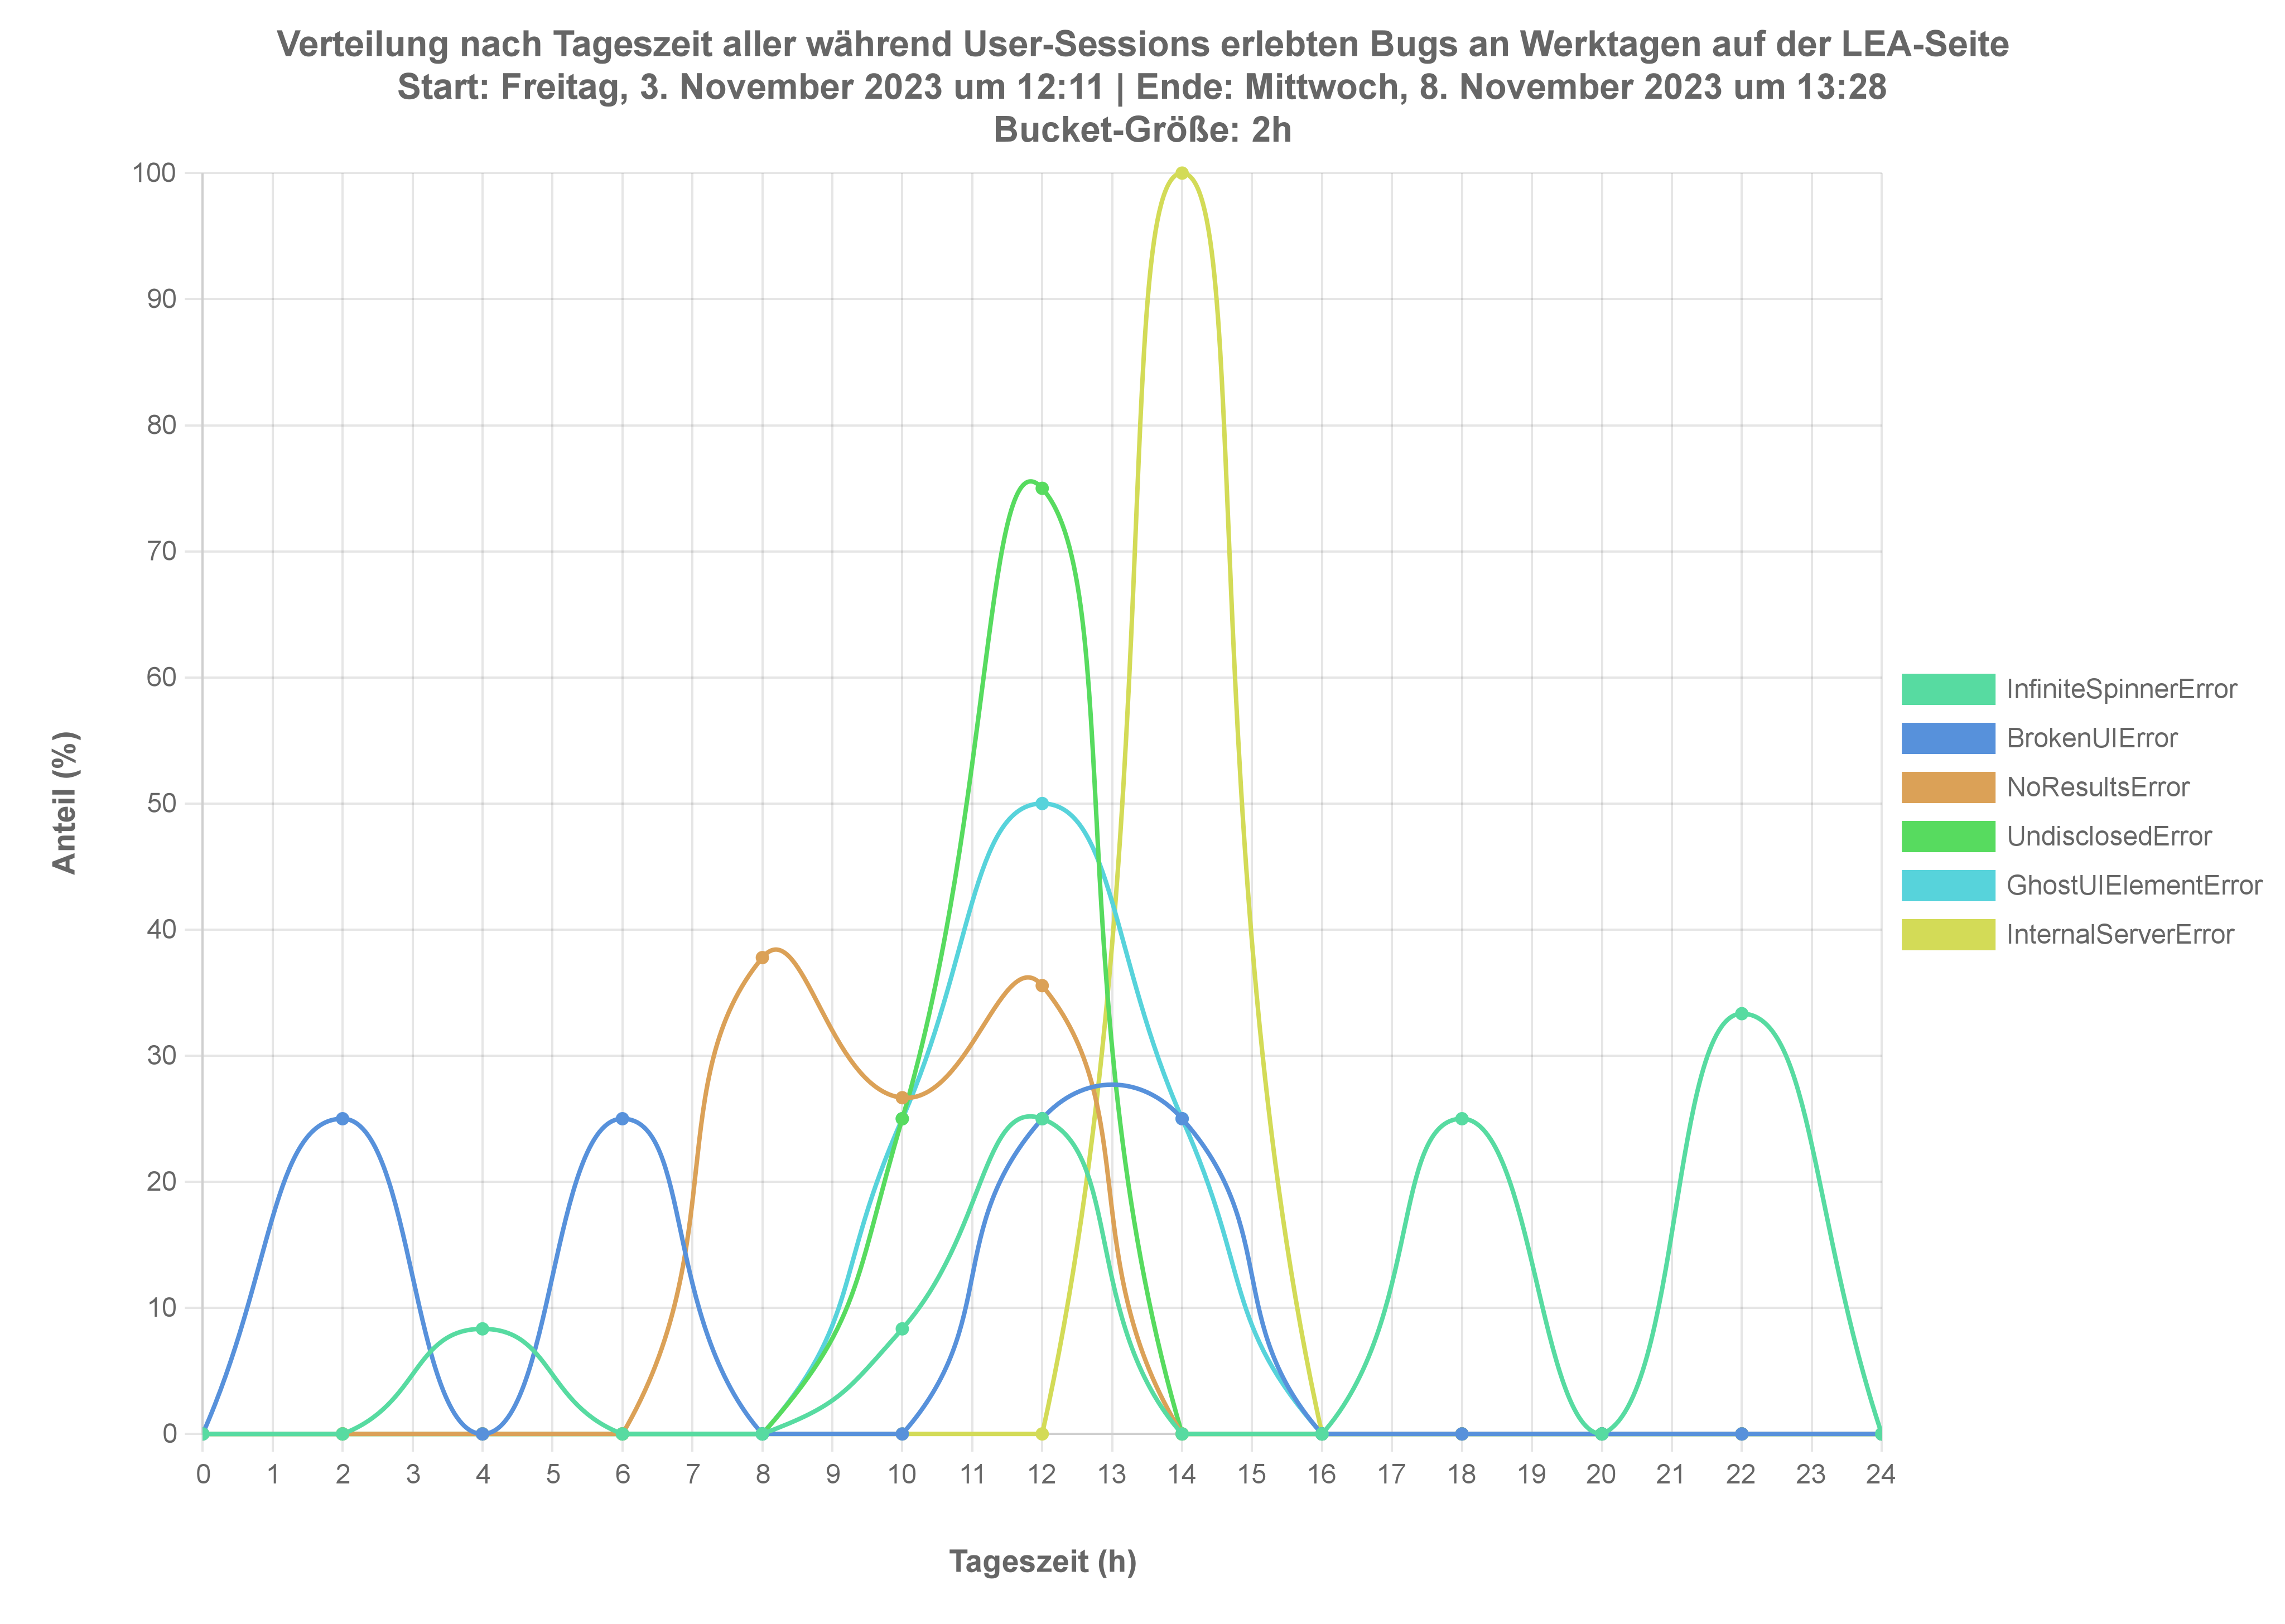 Verteilung nach Tageszeit aller während User-Sessions erlebten Bugs an Werktagen auf der LEA-Seite
Start: Freitag, 3. November 2023 um 12:11 | Ende: Mittwoch, 8. November 2023 um 13:28
Bucket-Größe: 2h
100
90
80
70
60
50
40
30
20
10
0
Anteil (%)
0 1 2 3 4 5 6 7 8 9 10 11 12 13 14 15 16 17 18 19 20 21 22 23 24
Tageszeit (h)
InfiniteSpinnerError
BrokenUIError
NoResultsError
UndisclosedError
GhostUIElementError
InternalServerError